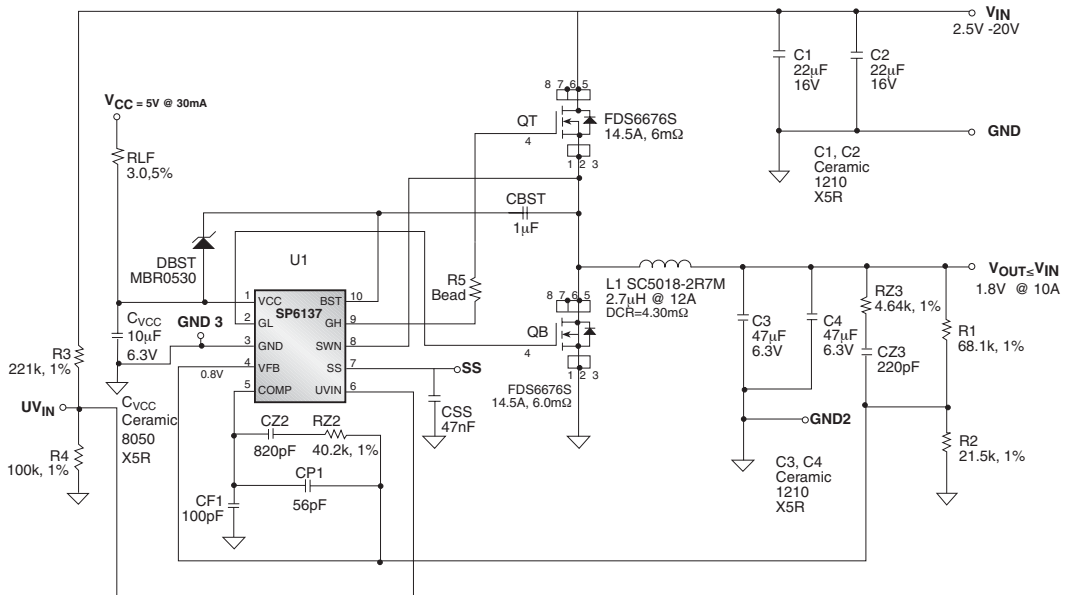 VIN
2.5V -20V
C1
22µF
16V
C2
22µF
16V
GND
C1, C2
Ceramic
1210
X5R
VCC = 5V @ 30mA
RLF
3.0,5%
8 7 6 5
QT
4
FDS6676S
14.5A, 6mΩ
1 2 3
CBST
1µF
DBST
MBR0530
U1
R5
Bead
L1 SC5018-2R7M
2.7µH @ 12A
DCR=4.30mΩ
VOUT≤VIN
1.8V @ 10A
1 VCC BST 10
SP6137
2 GL GH 9
3 GND SWN 8
4 VFB SS 7
5 COMP UVIN 6
GND 3
0.8V
CVCC
10µF
6.3V
R3
221k, 1%
UVIN
R4
100k, 1%
CVCC
Ceramic
8050
X5R
8 7 6 5
QB
4
1 2 3
FDS6676S
14.5A, 6.0mΩ
SS
CSS
47nF
C3
47µF
6.3V
C4
47µF
6.3V
RZ3
4.64k, 1%
CZ3
220pF
R1
68.1k, 1%
GND2
R2
21.5k, 1%
C3, C4
Ceramic
1210
X5R
CZ2
820pF
RZ2
40.2k, 1%
CP1
56pF
CF1
100pF